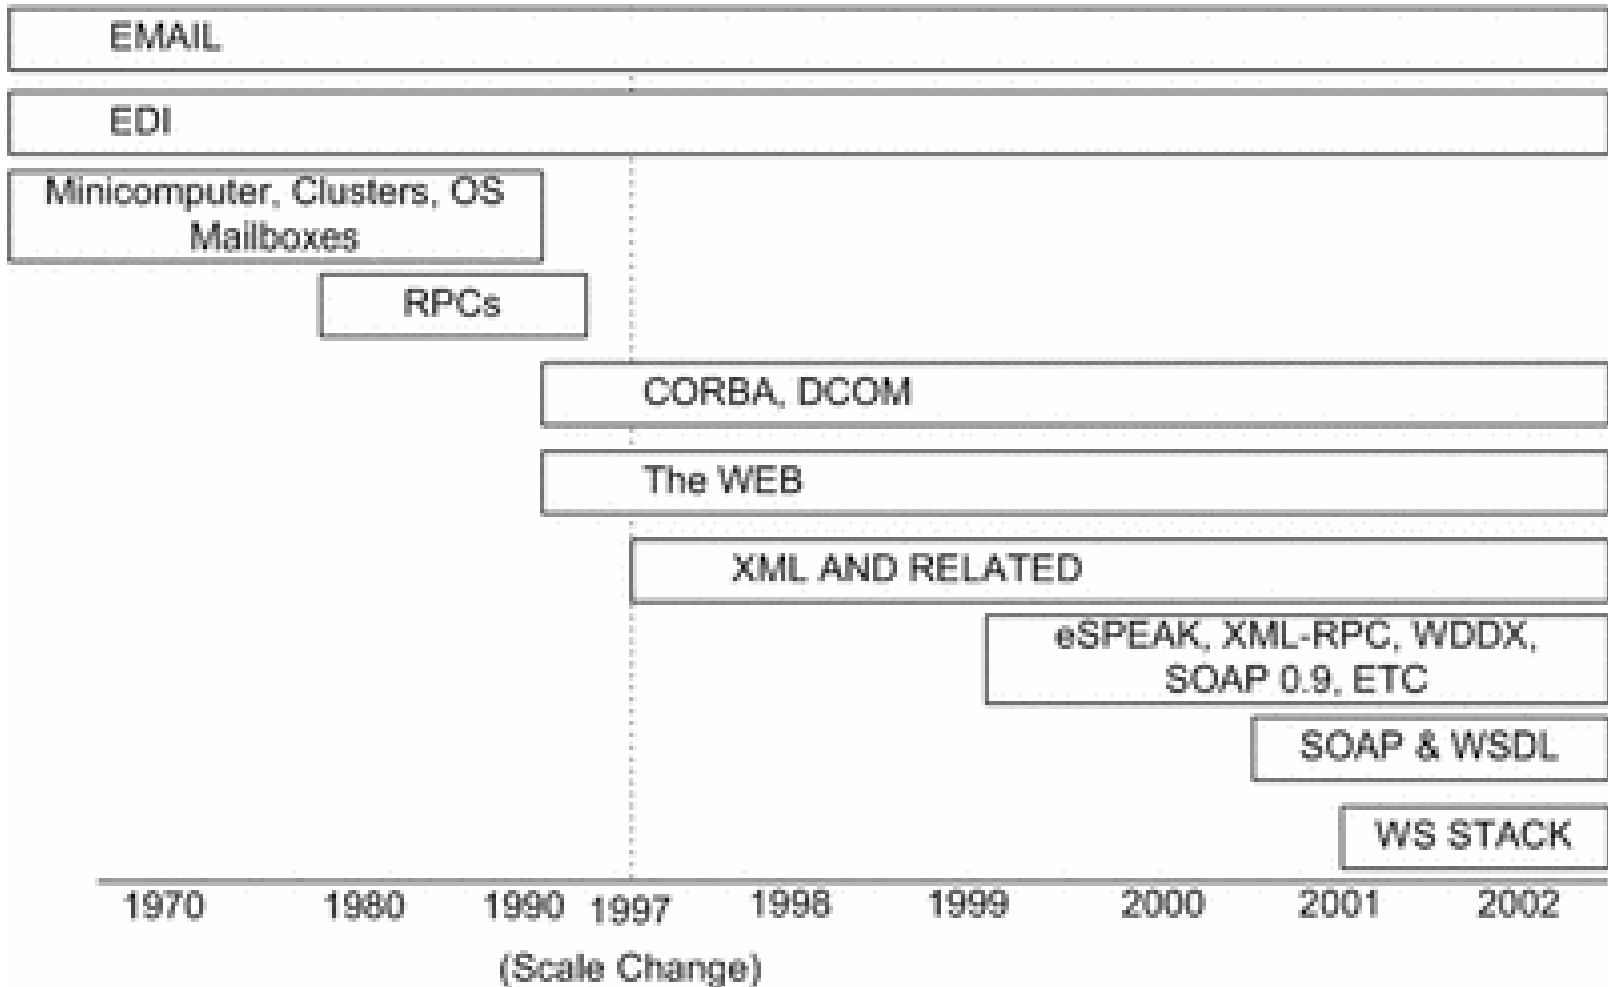 EMAIL
EDI
Minicomputer, Clusters, OS
Mailboxes
RPCs
CORBA, DCOM
The WEB
XML AND RELATED
eSPEAK, XML-RPC, WDDX,
SOAP 0.9, ETC
SOAP & WSDL
WS STACK
1970 1980 1990 1997 1998 1999 2000 2001 2002
(Scale Change)